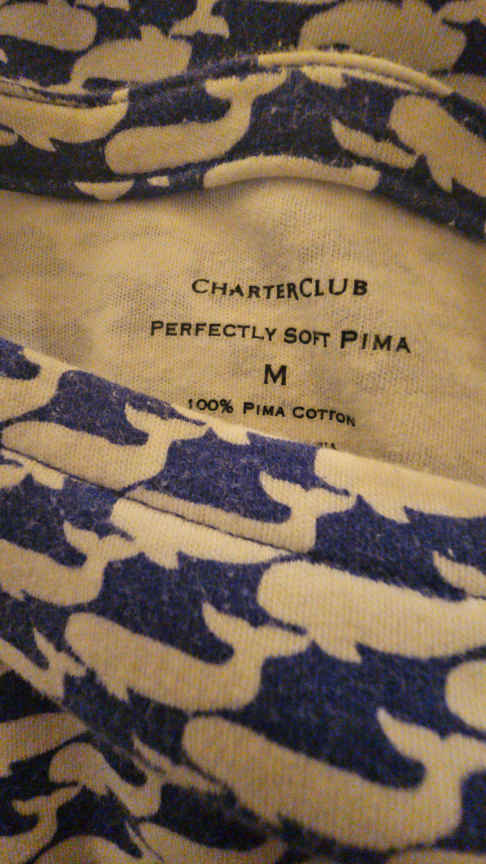 CHARTERCLUB
PERFECTLY SOFT PIMA
M
100% PIMA COTTON